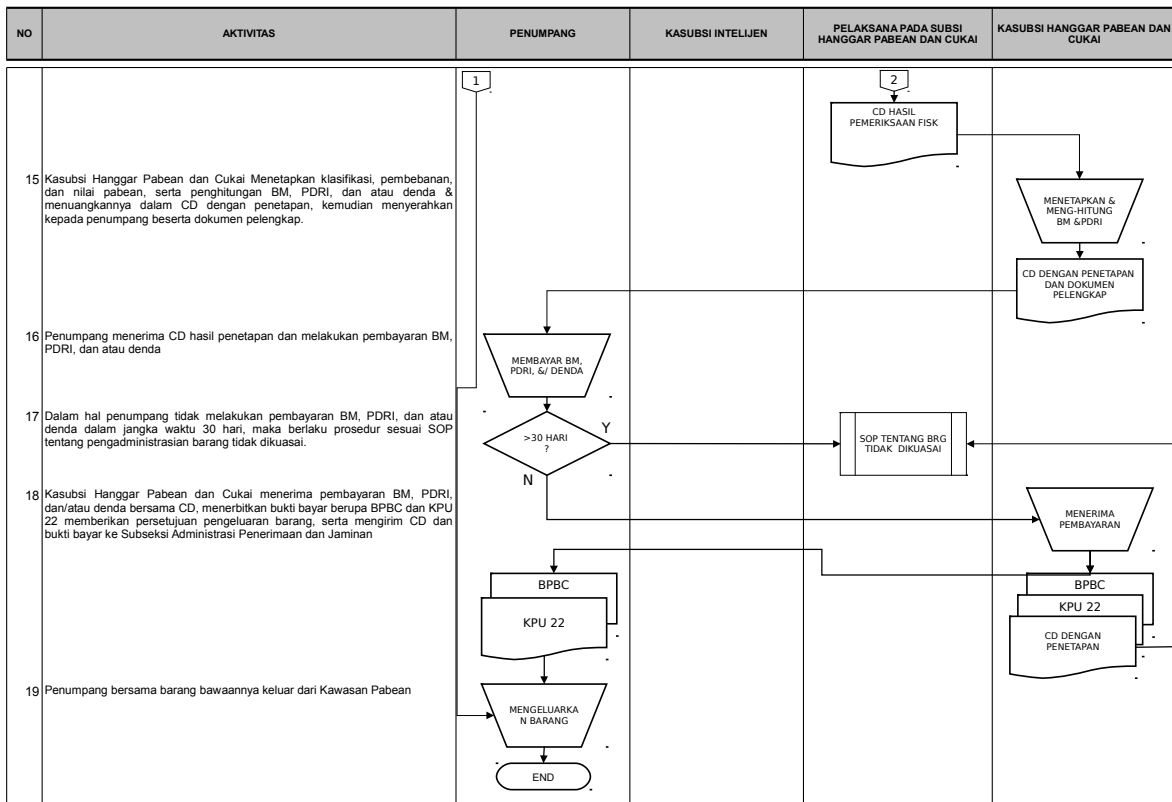 NO
AKTIVITAS
PENUMPANG
KASUBSI INTELIJEN
PELAKSANA PADA SUBSI
HANGGAR PABEAN DAN CUKAI
KASUBSI HANGGAR PABEAN DAN
CUKAI
1
2
CD HASIL
PEMERIKSAAN FISK
15 Kasubsi Hanggar Pabean dan Cukai Menetapkan klasifikasi, pembebanan,
dan nilai pabean, serta penghitungan BM, PDRI, dan atau denda &
menuangkannya dalam CD dengan penetapan, kemudian menyerahkan
kepada penumpang beserta dokumen pelengkap.
MENETAPKAN &
MENG-HITUNG
BM &PDRI
CD DENGAN PENETAPAN
DAN DOKUMEN
PELENGKAP
16 Penumpang menerima CD hasil penetapan dan melakukan pembayaran BM,
PDRI, dan atau denda
MEMBAYAR BM,
PDRI, &/ DENDA
17 Dalam hal penumpang tidak melakukan pembayaran BM, PDRI, dan atau
denda dalam jangka waktu 30 hari, maka berlaku prosedur sesuai SOP
tentang pengadministrasian barang tidak dikuasai.
>30 HARI
?
Y
N
SOP TENTANG BRG
TIDAK DIKUASAI
18 Kasubsi Hanggar Pabean dan Cukai menerima pembayaran BM, PDRI,
dan/atau denda bersama CD, menerbitkan bukti bayar berupa BPBC dan KPU
22 memberikan persetujuan pengeluaran barang, serta mengirim CD dan
bukti bayar ke Subseksi Administrasi Penerimaan dan Jaminan
MENERIMA
PEMBAYARAN
BPBC
KPU 22
BPBC
KPU 22
CD DENGAN
PENETAPAN
19 Penumpang bersama barang bawaannya keluar dari Kawasan Pabean
MENGELUARKA
N BARANG
END